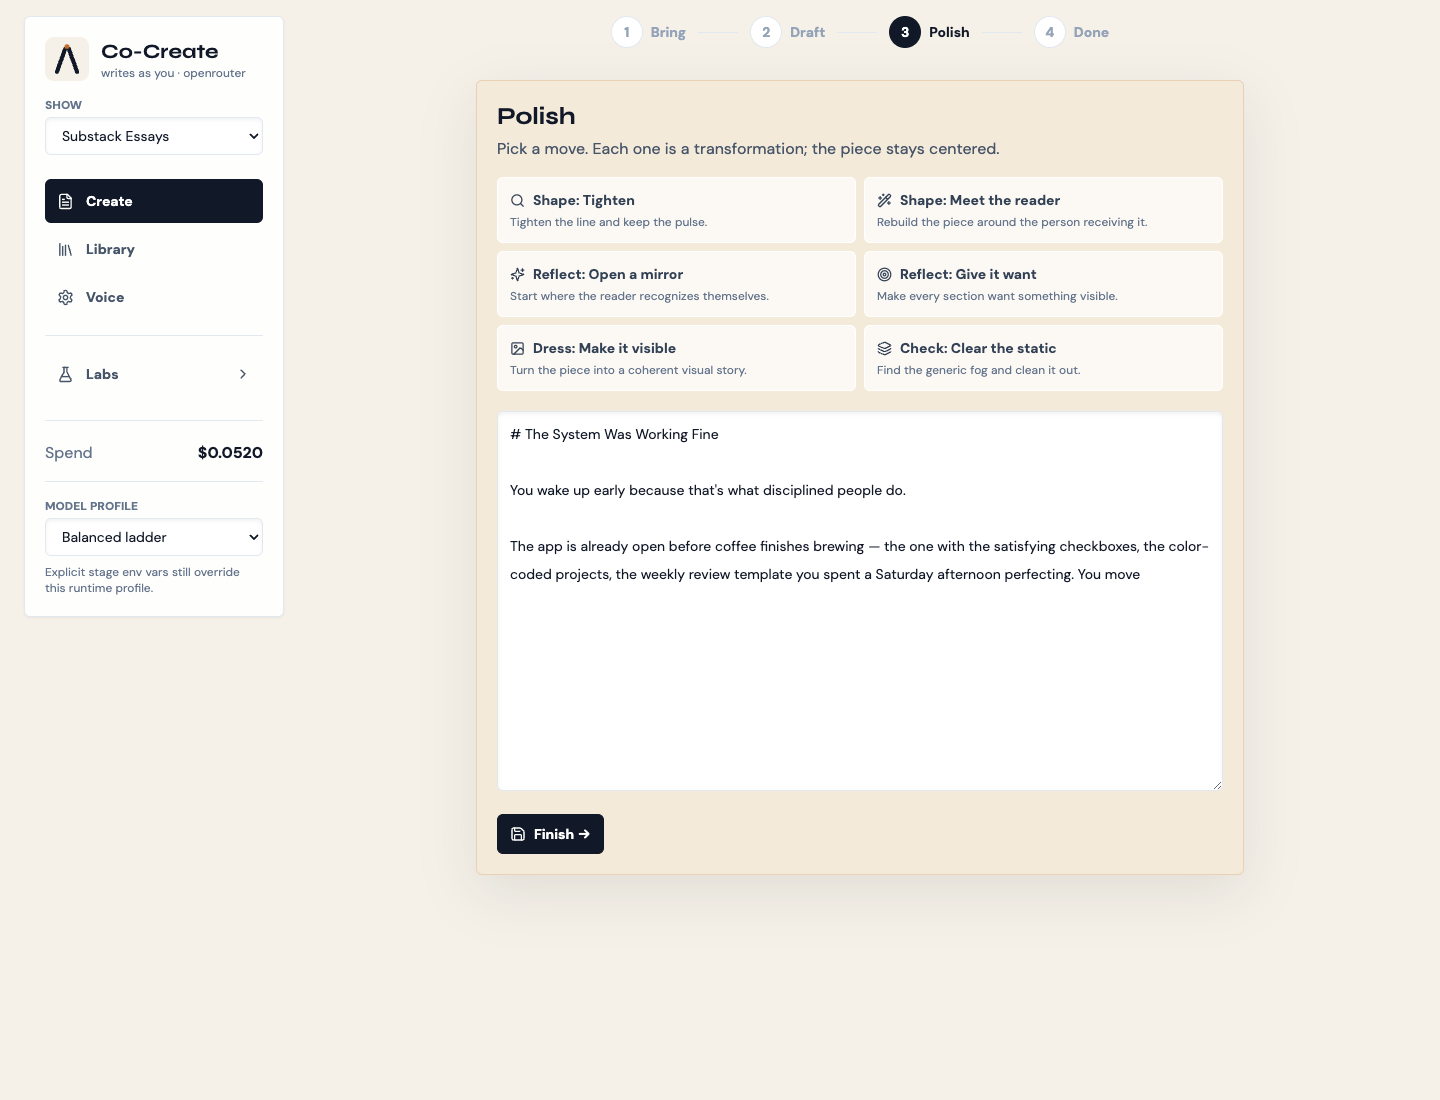 Co-Create
writes as you · openrouter
SHOW
Substack Essays
Create
Library
Voice
Labs
Spend $0.0520
MODEL PROFILE
Balanced ladder
Explicit stage env vars still override
this runtime profile.
1 Bring
2 Draft
3 Polish
4 Done
Polish
Pick a move. Each one is a transformation; the piece stays centered.
Shape: Tighten
Tighten the line and keep the pulse.
Shape: Meet the reader
Rebuild the piece around the person receiving it.
Reflect: Open a mirror
Start where the reader recognizes themselves.
Reflect: Give it want
Make every section want something visible.
Dress: Make it visible
Turn the piece into a coherent visual story.
Check: Clear the static
Find the generic fog and clean it out.
# The System Was Working Fine
You wake up early because that's what disciplined people do.
The app is already open before coffee finishes brewing — the one with the satisfying checkboxes, the color-
coded projects, the weekly review template you spent a Saturday afternoon perfecting. You move
Finish →